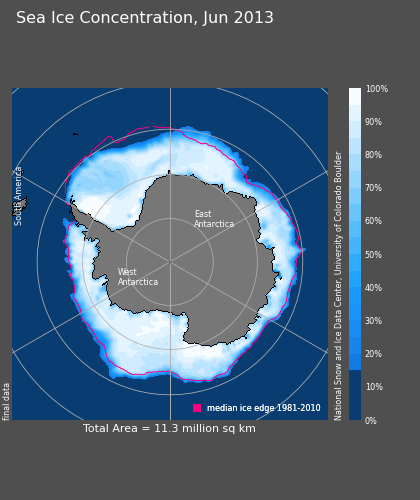 Sea Ice Concentration, Jun 2013
South America
East
Antarctica
West
Antarctica
median ice edge 1981-2010
final data
Total Area = 11.3 million sq km
100%
90%
80%
70%
60%
50%
40%
30%
20%
10%
0%
National Snow and Ice Data Center, University of Colorado Boulder